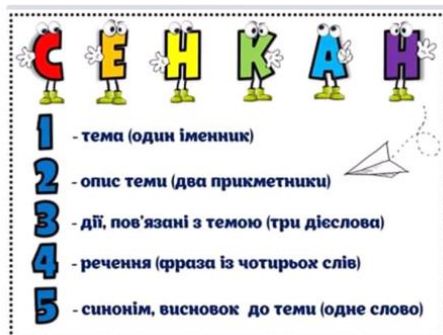 СЕНКАН
1 - тема (один іменник)
2 - опис теми (два прикметники)
3 - дії, пов'язані з темою (три дієслова)
4 - речення (фраза із чотирьох слів)
5 - синонім, висновок до теми (одне слово)